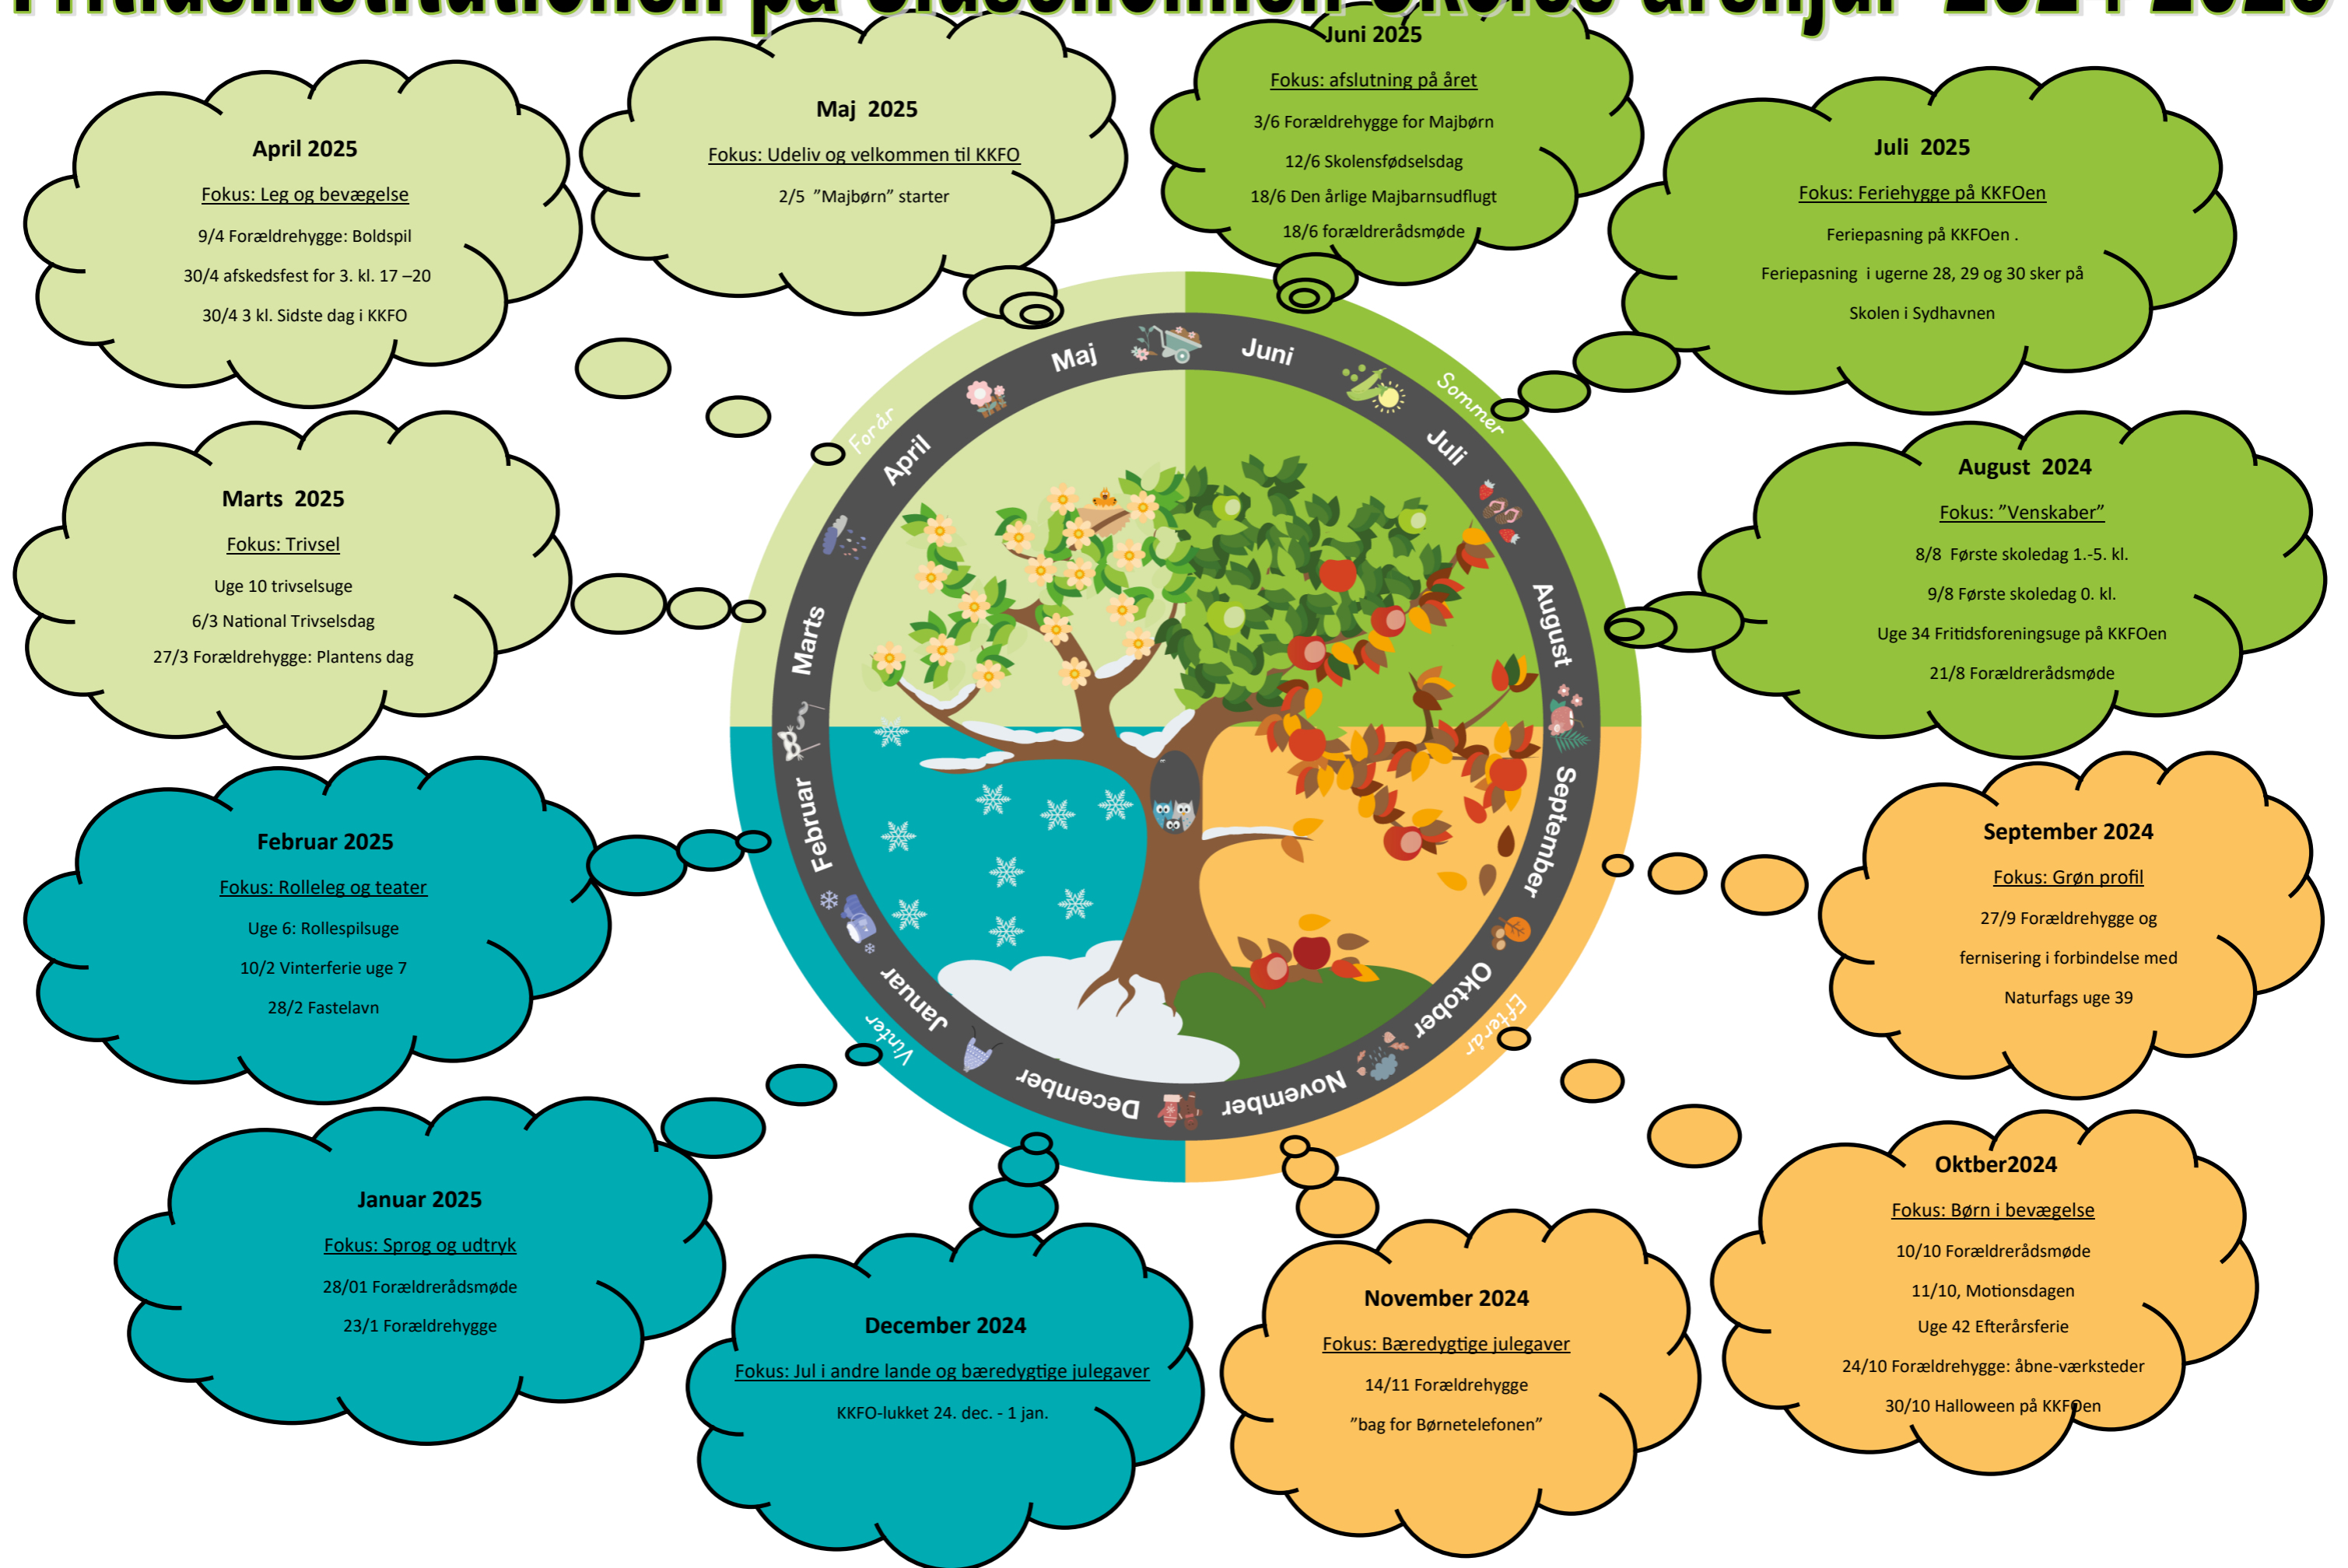 Fritidsinstitutionen på
Skoles årshjul 2024-2025
April 2025
Fokus: Leg og bevægelse
9/4 Forældrehygge: Boldspil
30/4 afskedsfest for 3. kl. 17 –20
30/4 3 kl. Sidste dag i KKFO
Maj 2025
Fokus: Udeliv og velkommen til KKFO
2/5 ”Majbørn” starter
Juni 2025
Fokus: afslutning på året
3/6 Forældrehygge for Majbørn
12/6 Skolensfødselsdag
18/6 Den årlige Majbarnsudflugt
18/6 forældrerådsmøde
Juli 2025
Fokus: Feriehygge på KKFOen
Feriepasning på KKFOen .
Feriepasning i ugerne 28, 29 og 30 sker på
Skolen i Sydhavnen
August 2024
Fokus: ”Venskaber”
8/8 Første skoledag 1.-5. kl.
9/8 Første skoledag 0. kl.
Uge 34 Fritidsforeningsuge på KKFOen
21/8 Forældrerådsmøde
September 2024
Fokus: Grøn profil
27/9 Forældrehygge og
fernisering i forbindelse med
Naturfags uge 39
Oktber2024
Fokus: Børn i bevægelse
10/10 Forældrerådsmøde
11/10, Motionsdagen
Uge 42 Efterårsferie
24/10 Forældrehygge: åbne-værksteder
30/10 Halloween på KKFOen
November 2024
Fokus: Bæredygtige julegaver
14/11 Forældrehygge
”bag for Børnetelefonen”
December 2024
Fokus: Jul i andre lande og bæredygtige julegaver
KKFO-lukket 24. dec. - 1 jan.
Januar 2025
Fokus: Sprog og udtryk
28/01 Forældrerådsmøde
23/1 Forældrehygge
Februar 2025
Fokus: Rolleleg og teater
Uge 6: Rollespilsuge
10/2 Vinterferie uge 7
28/2 Fastelavn
Marts 2025
Fokus: Trivsel
Uge 10 trivselsuge
6/3 National Trivselsdag
27/3 Forældrehygge: Plantens dag
Forår
Sommer
Efterår
Vinter
Januar
Februar
Marts
April
Maj
Juni
Juli
August
September
Oktober
November
December